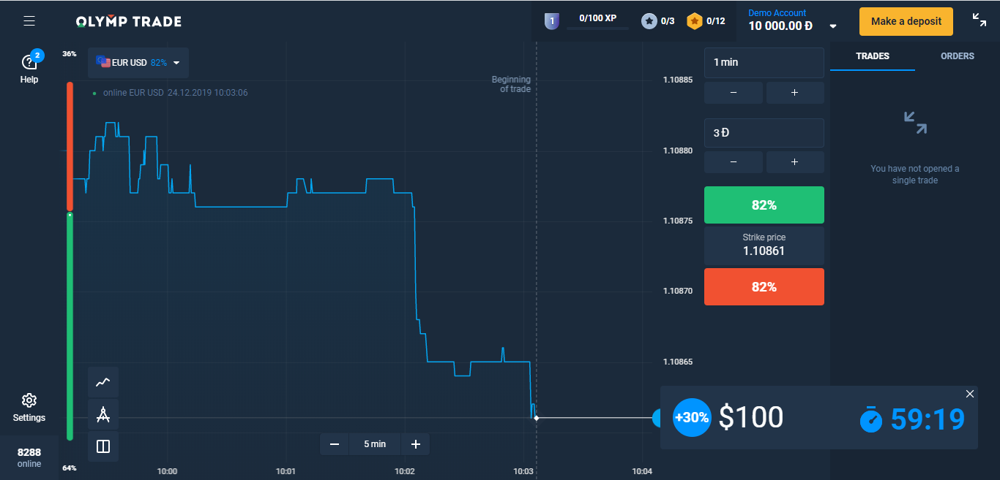 OLYMP TRADE
1
0/100 XP
0/3
0/12
Demo Account
10 000.00 Đ
Make a deposit
2
Help
36%
EUR USD 82%
online EUR USD 24.12.2019 10:03:06
Beginning
of trade
1.10885
1.10880
1.10875
1.10870
1.10865
1 min
−
+
3 Đ
−
+
82%
Strike price
1.10861
82%
TRADES
ORDERS
You have not opened a
single trade
+30%
$100
59:19
Settings
8288
online
64%
− 5 min +
10:00
10:01
10:02
10:03
10:04